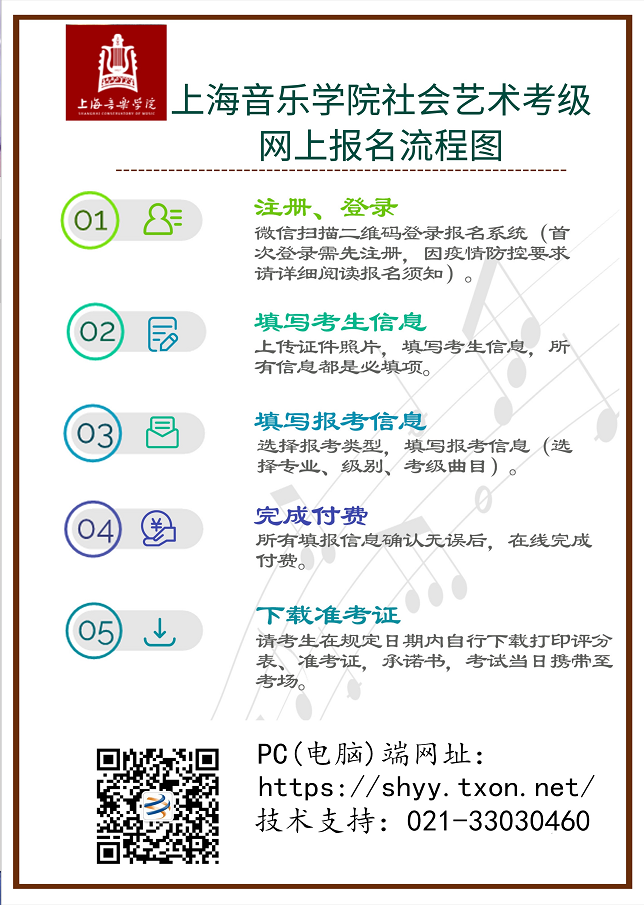 上海音乐学院
SHANGHAI CONSERVATORY OF MUSIC
上海音乐学院社会艺术考级
网上报名流程图
01
注册、登录
微信扫描二维码登录报名系统（首
次登录需先注册，因疫情防控要求
请详细阅读报名须知）。
02
填写考生信息
上传证件照片，填写考生信息，所
有信息都是必填项。
03
填写报考信息
选择报考类型，填写报考信息（选
择专业、级别、考级曲目）。
04
完成付费
所有填报信息确认无误后，在线完成
付费。
05
下载准考证
请考生在规定日期内自行下载打印评分
表、准考证，承诺书，考试当日携带至
考场。
PC(电脑)端网址：
https://shyy.txon.net/
技术支持：021-33030460